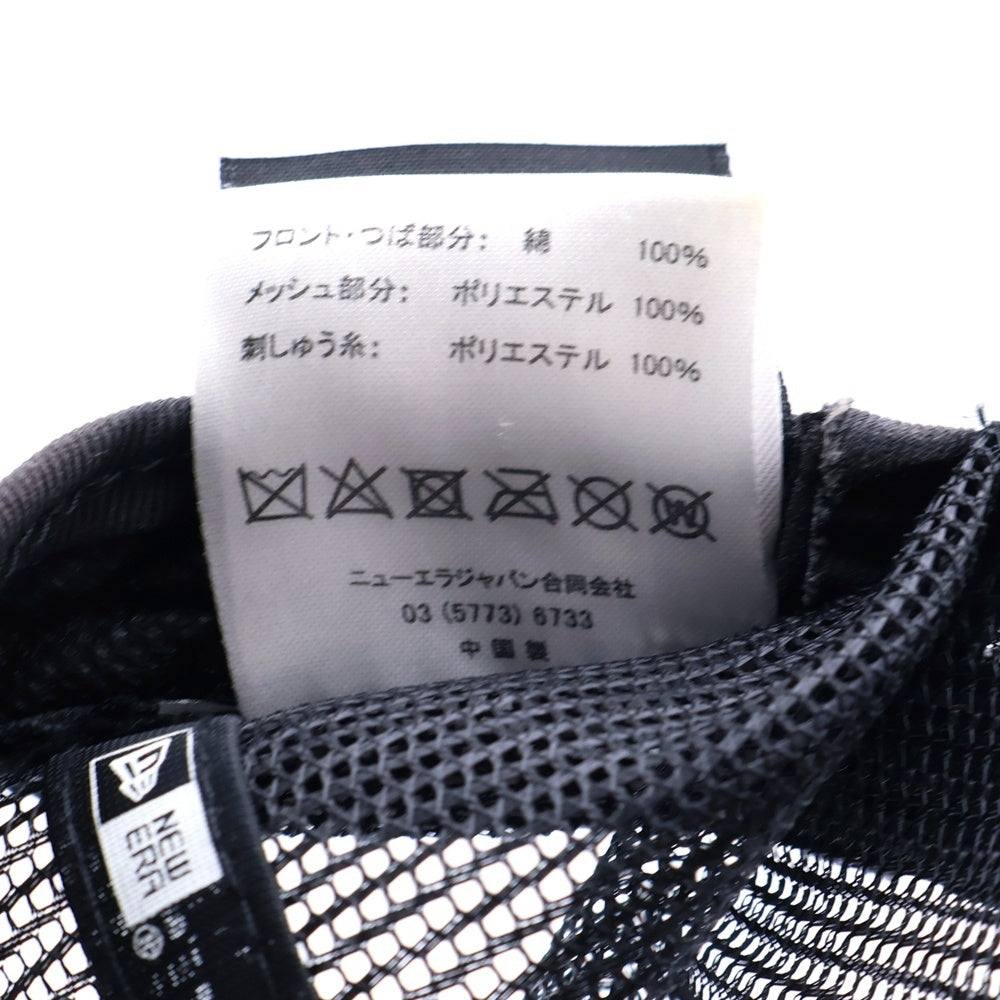 フロント・つば部分: 綿 100%
メッシュ部分: ポリエステル 100%
刺しゅう糸: ポリエステル 100%
W
ニューエラジャパン合同会社
03 (5773) 6733
中国製
NEW
ERA